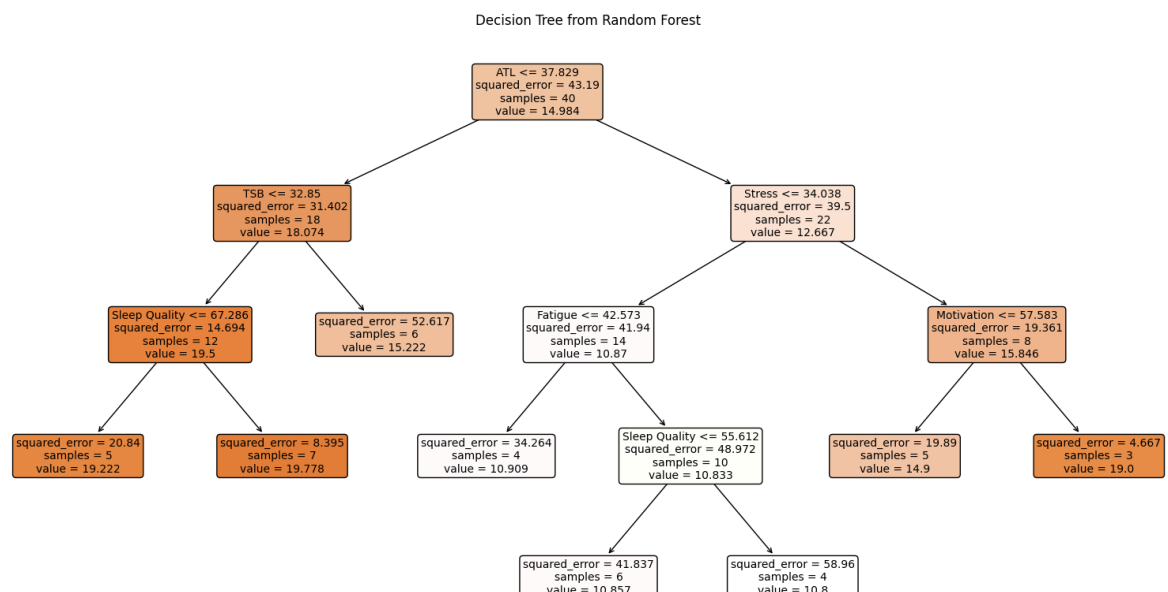 Decision Tree from Random Forest
ATL <= 37.829
squared_error = 43.19
samples = 40
value = 14.984
TSB <= 32.85
squared_error = 31.402
samples = 18
value = 18.074
Stress <= 34.038
squared_error = 39.5
samples = 22
value = 12.667
Sleep Quality <= 67.286
squared_error = 14.694
samples = 12
value = 19.5
squared_error = 52.617
samples = 6
value = 15.222
Fatigue <= 42.573
squared_error = 41.94
samples = 14
value = 10.87
Motivation <= 57.583
squared_error = 19.361
samples = 8
value = 15.846
squared_error = 20.84
samples = 5
value = 19.222
squared_error = 8.395
samples = 7
value = 19.778
squared_error = 34.264
samples = 4
value = 10.909
Sleep Quality <= 55.612
squared_error = 48.972
samples = 10
value = 10.833
squared_error = 19.89
samples = 5
value = 14.9
squared_error = 4.667
samples = 3
value = 19.0
squared_error = 41.837
samples = 6
value = 10.857
squared_error = 58.96
samples = 4
value = 10.8